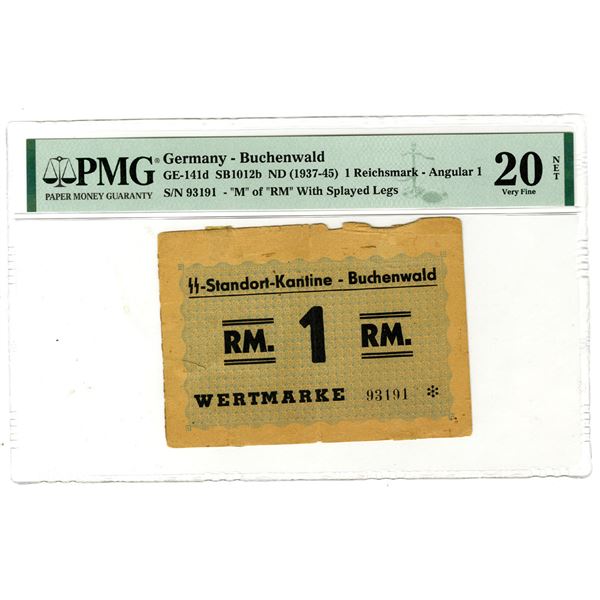 PMG®
PAPER MONEY GUARANTY
Germany - Buchenwald
GE-141d SB1012b ND (1937-45) 1 Reichsmark - Angular 1
S/N 93191 - "M" of "RM" With Splayed Legs
20 NET
Very Fine
ᛋᛋ-Standort-Kantine - Buchenwald
RM. 1 RM.
WERTMARKE 93191 *